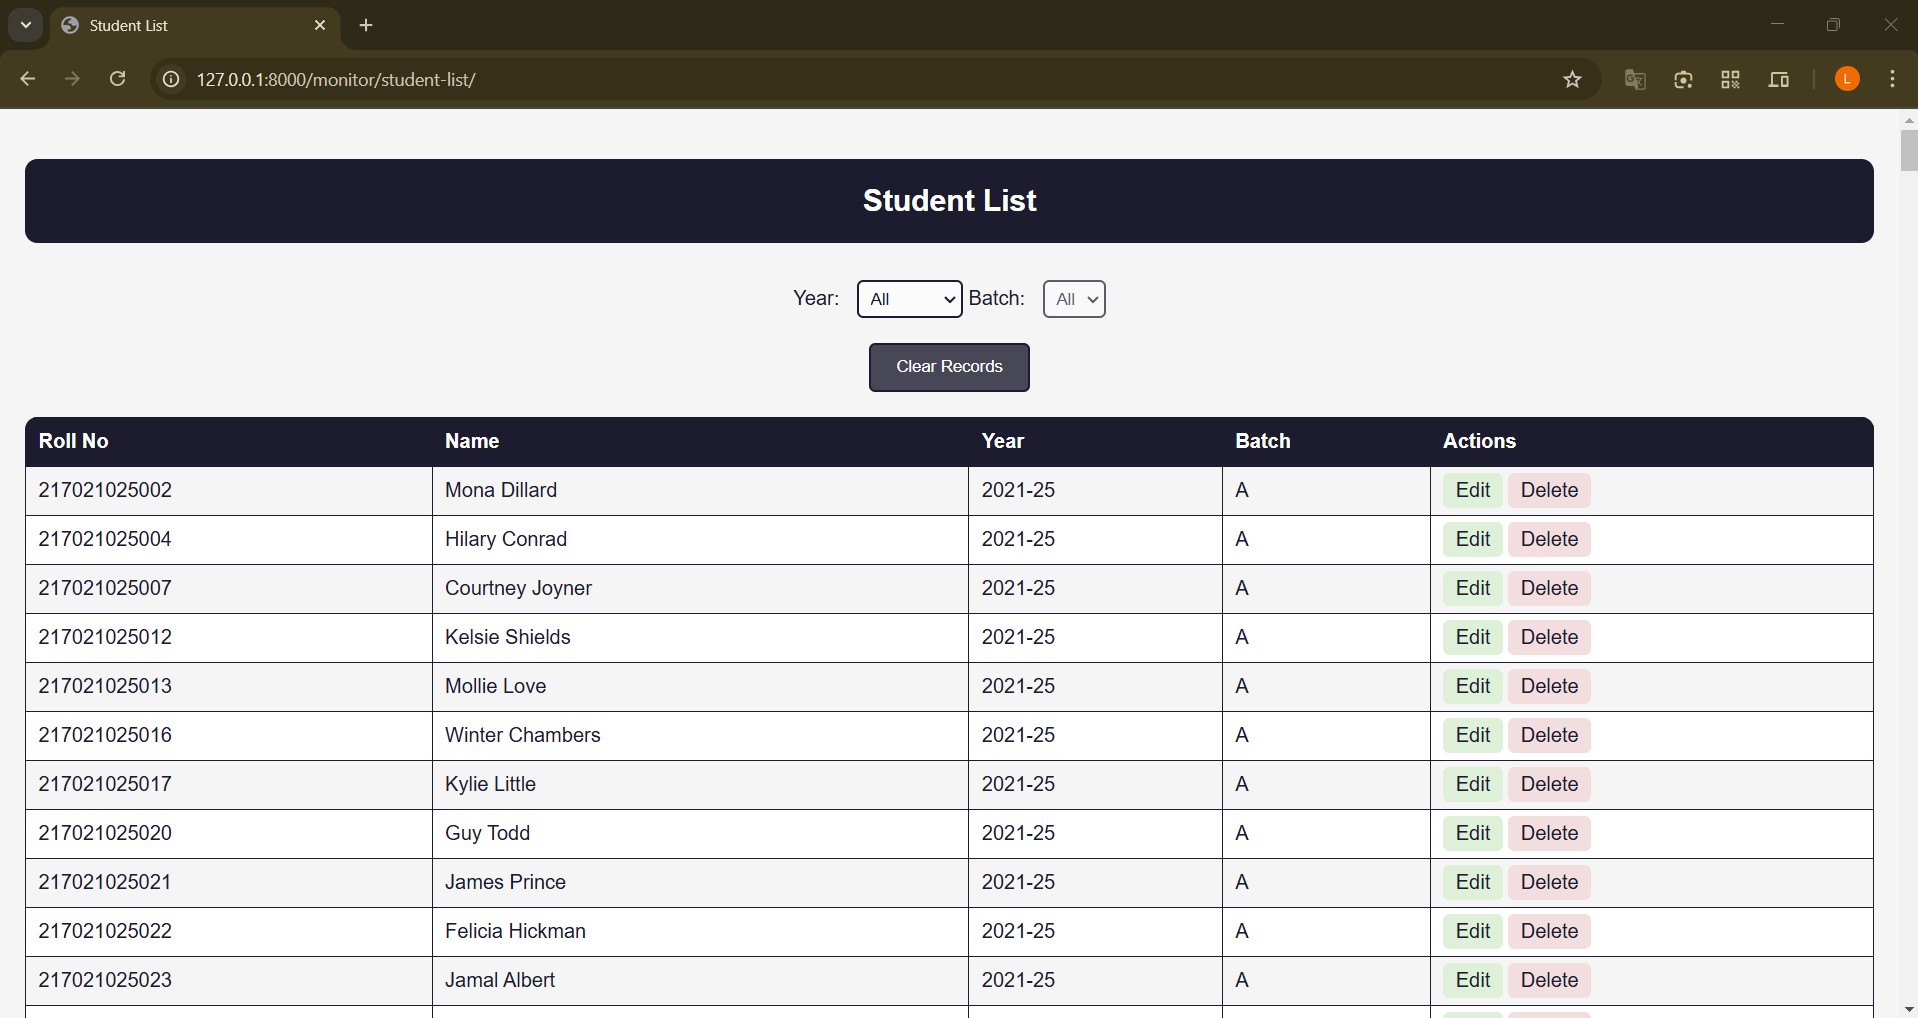 Student List
127.0.0.1:8000/monitor/student-list/
L
Student List
Year: All Batch: All
Clear Records
Roll No Name Year Batch Actions
217021025002 Mona Dillard 2021-25 A Edit Delete
217021025004 Hilary Conrad 2021-25 A Edit Delete
217021025007 Courtney Joyner 2021-25 A Edit Delete
217021025012 Kelsie Shields 2021-25 A Edit Delete
217021025013 Mollie Love 2021-25 A Edit Delete
217021025016 Winter Chambers 2021-25 A Edit Delete
217021025017 Kylie Little 2021-25 A Edit Delete
217021025020 Guy Todd 2021-25 A Edit Delete
217021025021 James Prince 2021-25 A Edit Delete
217021025022 Felicia Hickman 2021-25 A Edit Delete
217021025023 Jamal Albert 2021-25 A Edit Delete